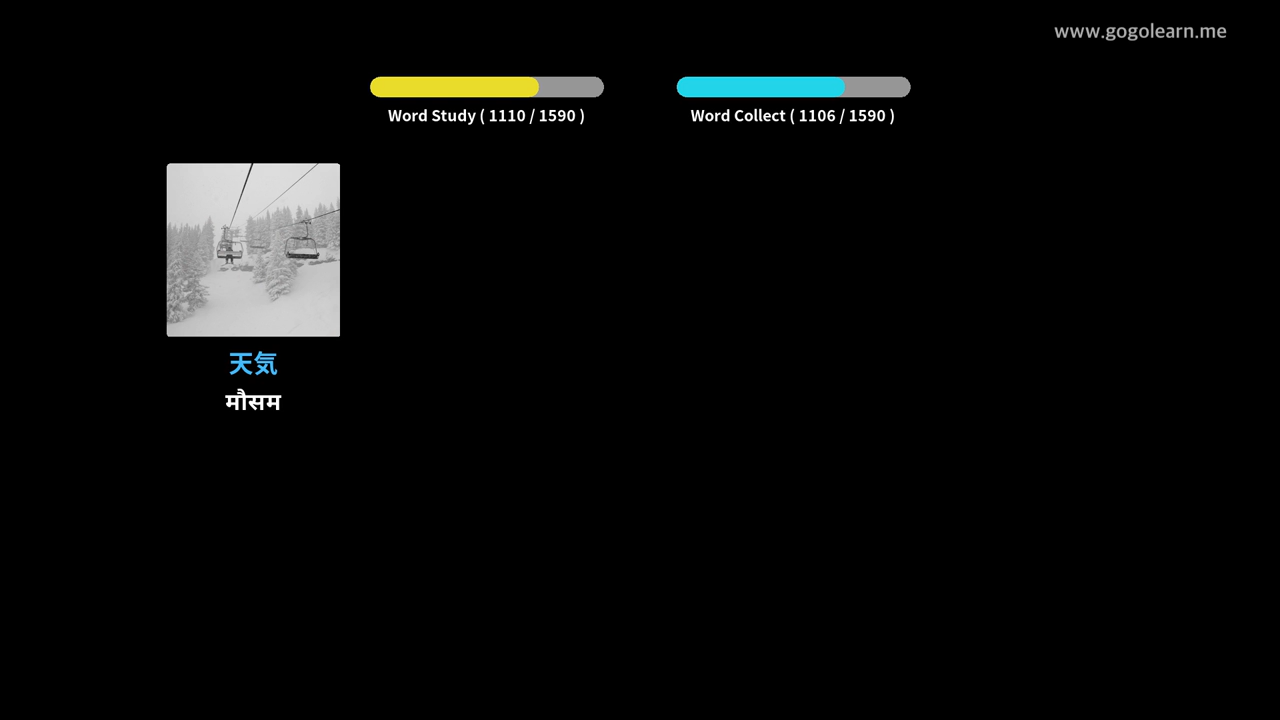 www.gogolearn.me
Word Study ( 1110 / 1590 )
Word Collect ( 1106 / 1590 )
天気
मौसम